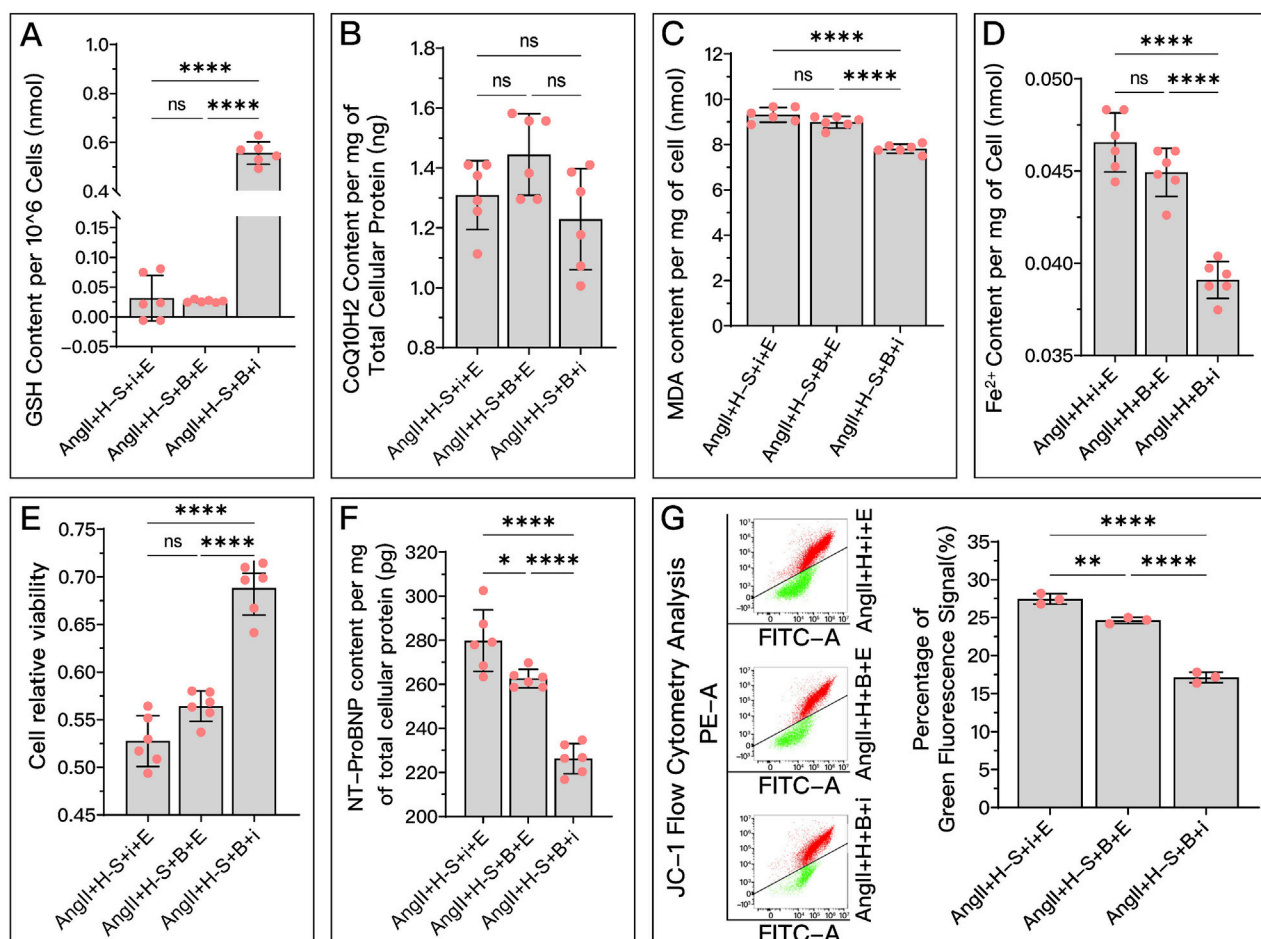 A
GSH Content per 10^6 Cells (nmol)
1.0
0.8
0.6
0.4
0.10
0.05
0.025
0.00
−0.05
****
ns
****
AngII+H−S+i+E
AngII+H−S+B+E
AngII+H−S+B+i
B
CoQ10H2 Content per mg of
Total Cellular Protein (ng)
1.8
1.6
1.4
1.2
1.0
0.8
ns
ns
ns
AngII+H−S+i+E
AngII+H−S+B+E
AngII+H−S+B+i
C
MDA content per mg of cell (nmol)
12
10
9
8
6
4
2
0
****
ns
****
AngII+H−S+i+E
AngII+H−S+B+E
AngII+H−S+B+i
D
Fe²⁺ Content per mg of Cell (nmol)
0.050
0.045
0.040
0.035
****
ns
****
AngII+H+i+E
AngII+H+B+E
AngII+H+B+i
E
Cell relative viability
0.75
0.70
0.65
0.60
0.55
0.50
0.45
****
ns
****
AngII+H−S+i+E
AngII+H−S+B+E
AngII+H−S+B+i
F
NT−ProBNP content per mg
of total cellular protein (pg)
320
300
280
260
240
220
200
****
*
****
AngII+H−S+i+E
AngII+H−S+B+E
AngII+H−S+B+i
G
JC−1 Flow Cytometry Analysis
PE−A
FITC−A
AngII+H+i+E
FITC−A
AngII+H+B+E
FITC−A
AngII+H+B+i
Percentage of
Green Fluorescence Signal(%)
35
30
25
20
15
10
5
0
****
**
****
AngII+H−S+i+E
AngII+H−S+B+E
AngII+H−S+B+i